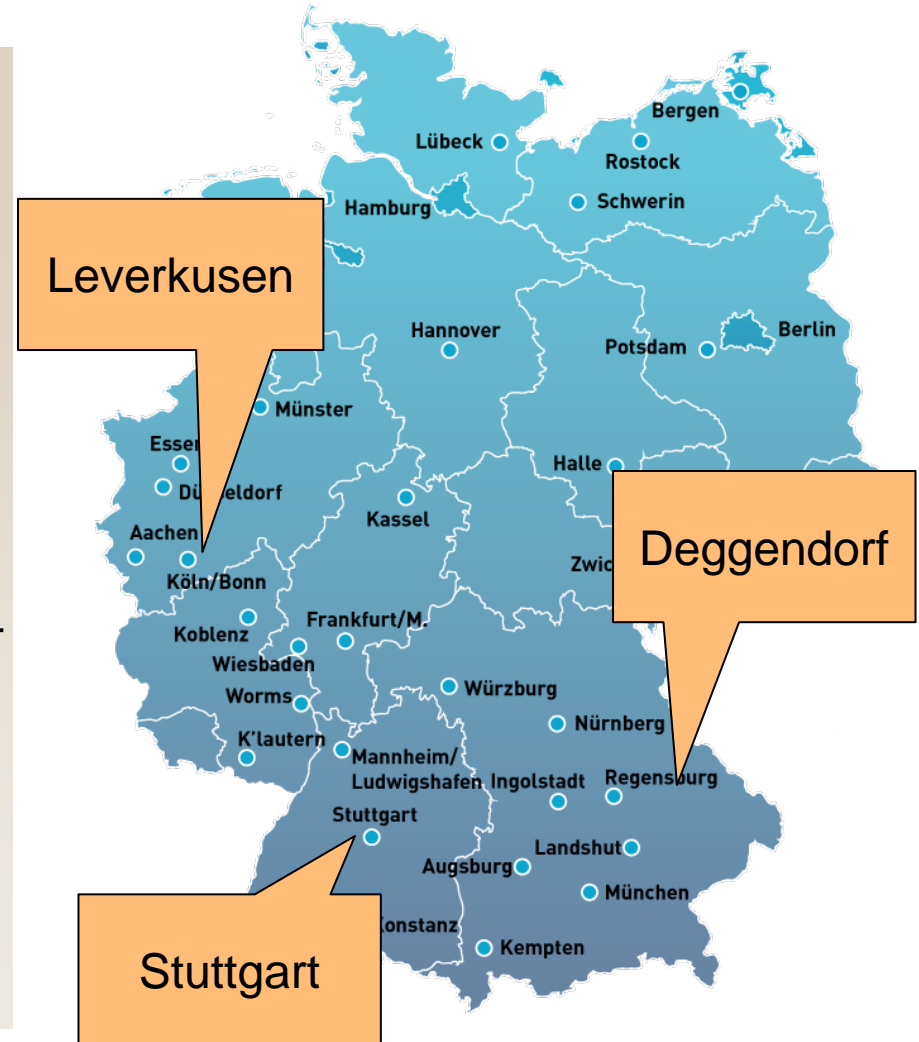 Bergen
Lübeck
Rostock
Schwerin
Hamburg
Leverkusen
Hannover
Berlin
Potsdam
Münster
Halle
Kassel
Aachen
Deggendorf
Köln/Bonn
Koblenz
Frankfurt/M.
Wiesbaden
Worms
Würzburg
Nürnberg
K'lautern
Mannheim/
Ludwigshafen
Ingolstadt
Regensburg
Stuttgart
Landshut
Augsburg
München
Kempten
Stuttgart